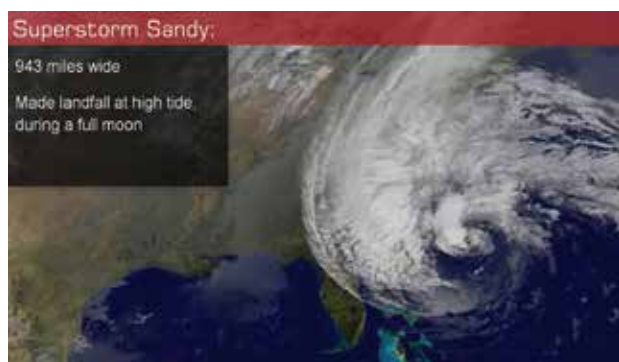 Superstorm Sandy:
943 miles wide
Made landfall at high tide,
during a full moon